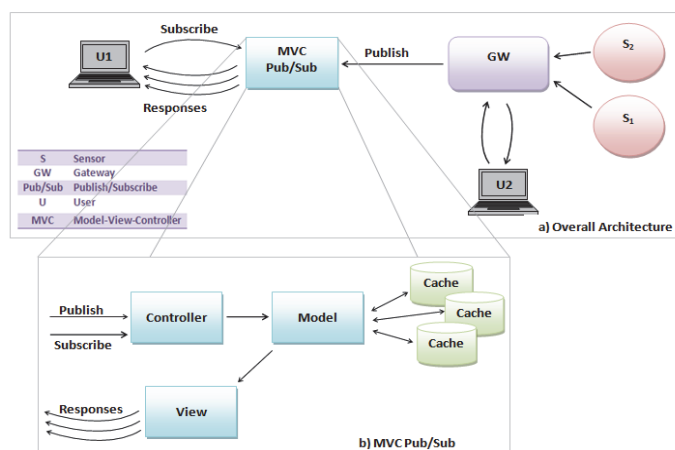 Subscribe
U1
MVC
Pub/Sub
Responses
Publish
GW
S2
S1
U2
S Sensor
GW Gateway
Pub/Sub Publish/Subscribe
U User
MVC Model-View-Controller
a) Overall Architecture
Publish
Subscribe
Controller
Model
Cache
Cache
Cache
Responses
View
b) MVC Pub/Sub